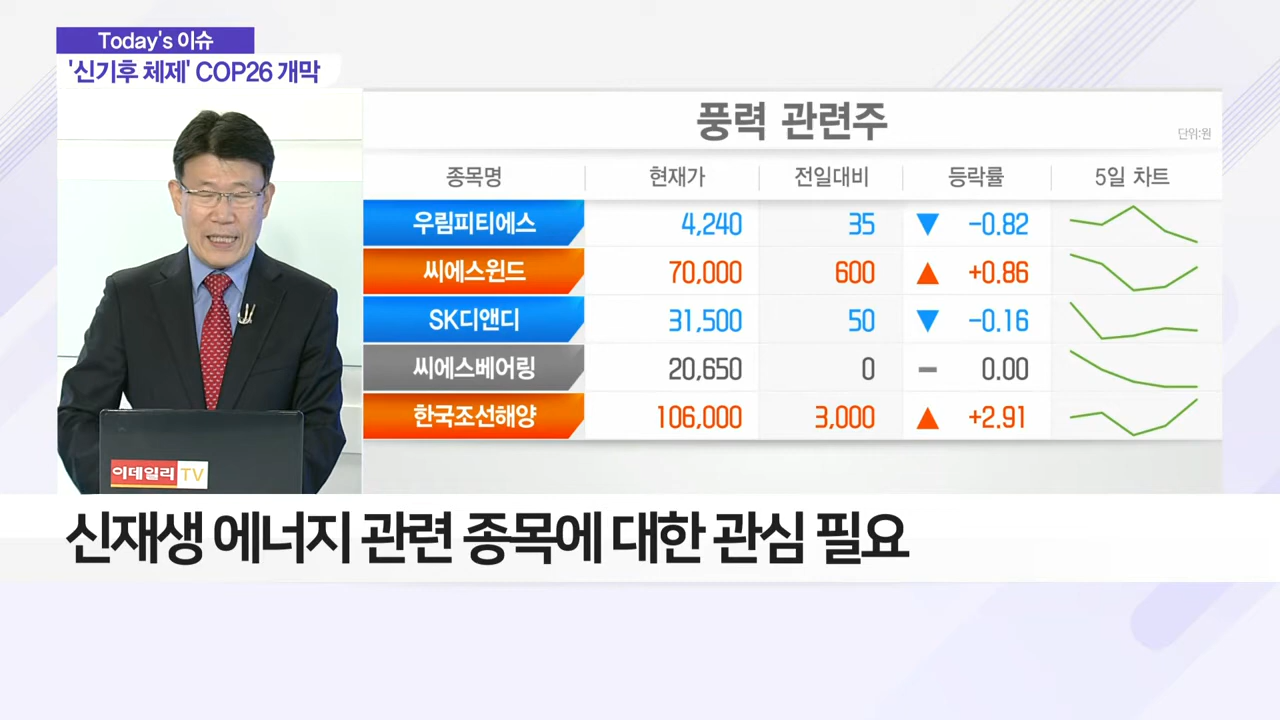 Today's 이슈
'신기후 체제' COP26 개막
풍력 관련주
단위:원
종목명 현재가 전일대비 등락률 5일 차트
우림피티에스 4,240 35 ▼ -0.82
씨에스윈드 70,000 600 ▲ +0.86
SK디앤디 31,500 50 ▼ -0.16
씨에스베어링 20,650 0 - 0.00
한국조선해양 106,000 3,000 ▲ +2.91
이데일리TV
신재생 에너지 관련 종목에 대한 관심 필요